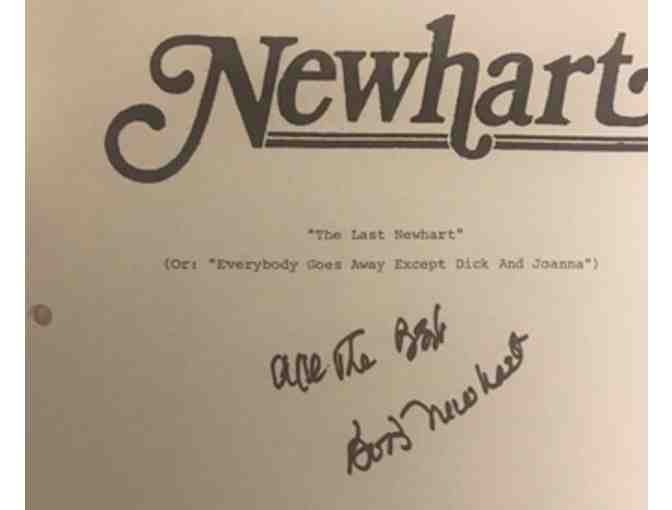 Newhart
"The Last Newhart"
(Or: "Everybody Goes Away Except Dick And Joanna")
All The Best
Bob Newhart